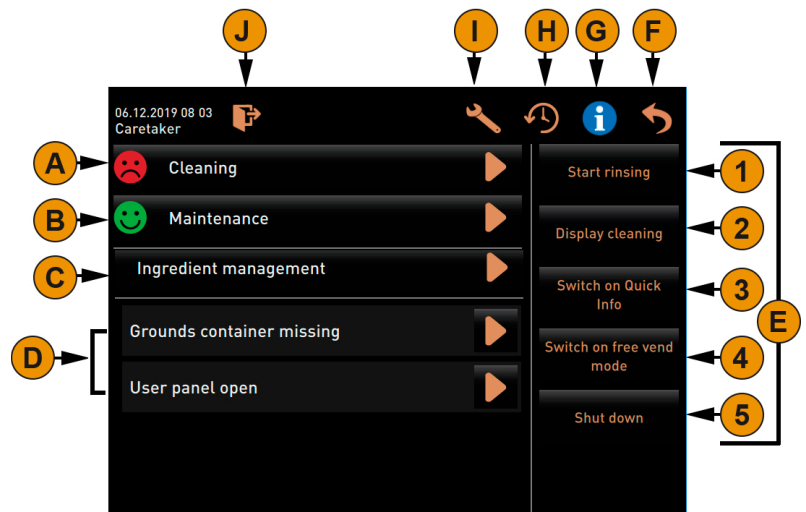 J
I
H
G
F
06.12.2019 08 03
Caretaker
i
A
Cleaning
B
Maintenance
C
Ingredient management
D
Grounds container missing
User panel open
Start rinsing
1
Display cleaning
2
Switch on Quick
Info
3
Switch on free vend
mode
4
Shut down
5
E